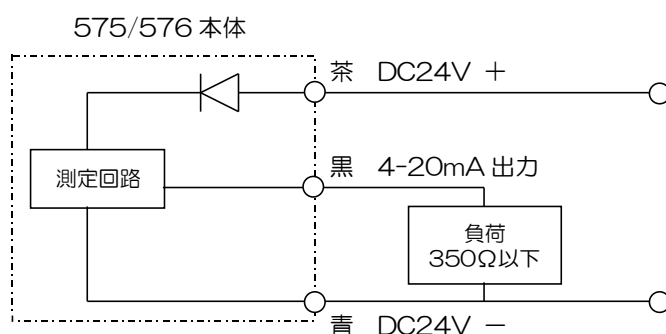 575/576 本体
茶 DC24V +
測定回路
黒 4-20mA 出力
負荷
350Ω以下
青 DC24V -